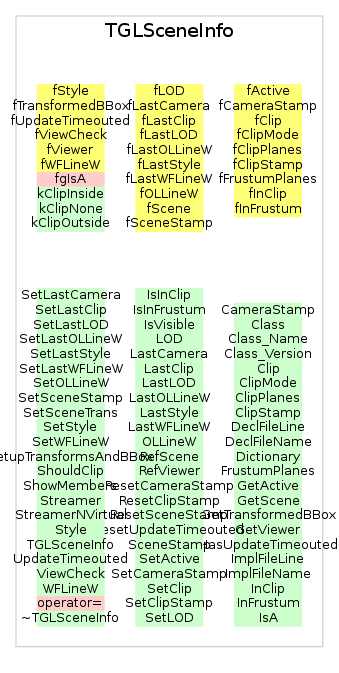 TGLSceneInfo
fStyle
fTransformedBBox
fUpdateTimeouted
fViewCheck
fViewer
fWFLineW
fgIsA
kClipInside
kClipNone
kClipOutside
fLOD
fLastCamera
fLastClip
fLastLOD
fLastOLLineW
fLastStyle
fLastWFLineW
fOLLineW
fScene
fSceneStamp
fActive
fCameraStamp
fClip
fClipMode
fClipPlanes
fClipStamp
fFrustumPlanes
fInClip
fInFrustum
SetLastCamera
SetLastClip
SetLastLOD
SetLastOLLineW
SetLastStyle
SetLastWFLineW
SetOLLineW
SetSceneStamp
SetSceneTrans
SetStyle
SetWFLineW
etupTransformsAndBBox
ShouldClip
ShowMembers
Streamer
StreamerNVirtual
Style
TGLSceneInfo
UpdateTimeouted
ViewCheck
WFLineW
operator=
~TGLSceneInfo
IsInClip
IsInFrustum
IsVisible
LOD
LastCamera
LastClip
LastLOD
LastOLLineW
LastStyle
LastWFLineW
OLLineW
RefScene
RefViewer
ResetCameraStamp
ResetClipStamp
ResetSceneStamp
ResetUpdateTimeouted
SceneStamp
SetActive
SetCameraStamp
SetClip
SetClipStamp
SetLOD
CameraStamp
Class
Class_Name
Class_Version
Clip
ClipMode
ClipPlanes
ClipStamp
DeclFileLine
DeclFileName
Dictionary
FrustumPlanes
GetActive
GetScene
GetTransformedBBox
GetViewer
HasUpdateTimeouted
ImplFileLine
ImplFileName
InClip
InFrustum
IsA